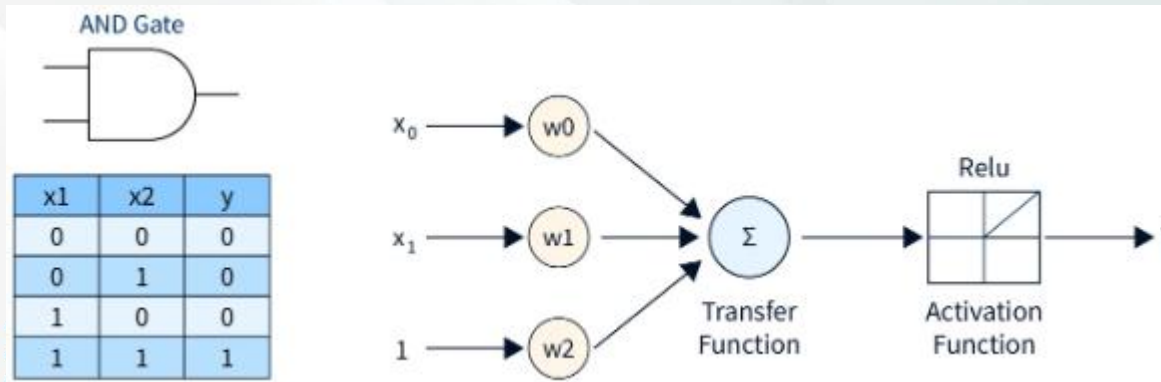 AND Gate
x1 x2 y
0 0 0
0 1 0
1 0 0
1 1 1
x₀
w0
x₁
w1
1
w2
Σ
Transfer
Function
Relu
Activation
Function